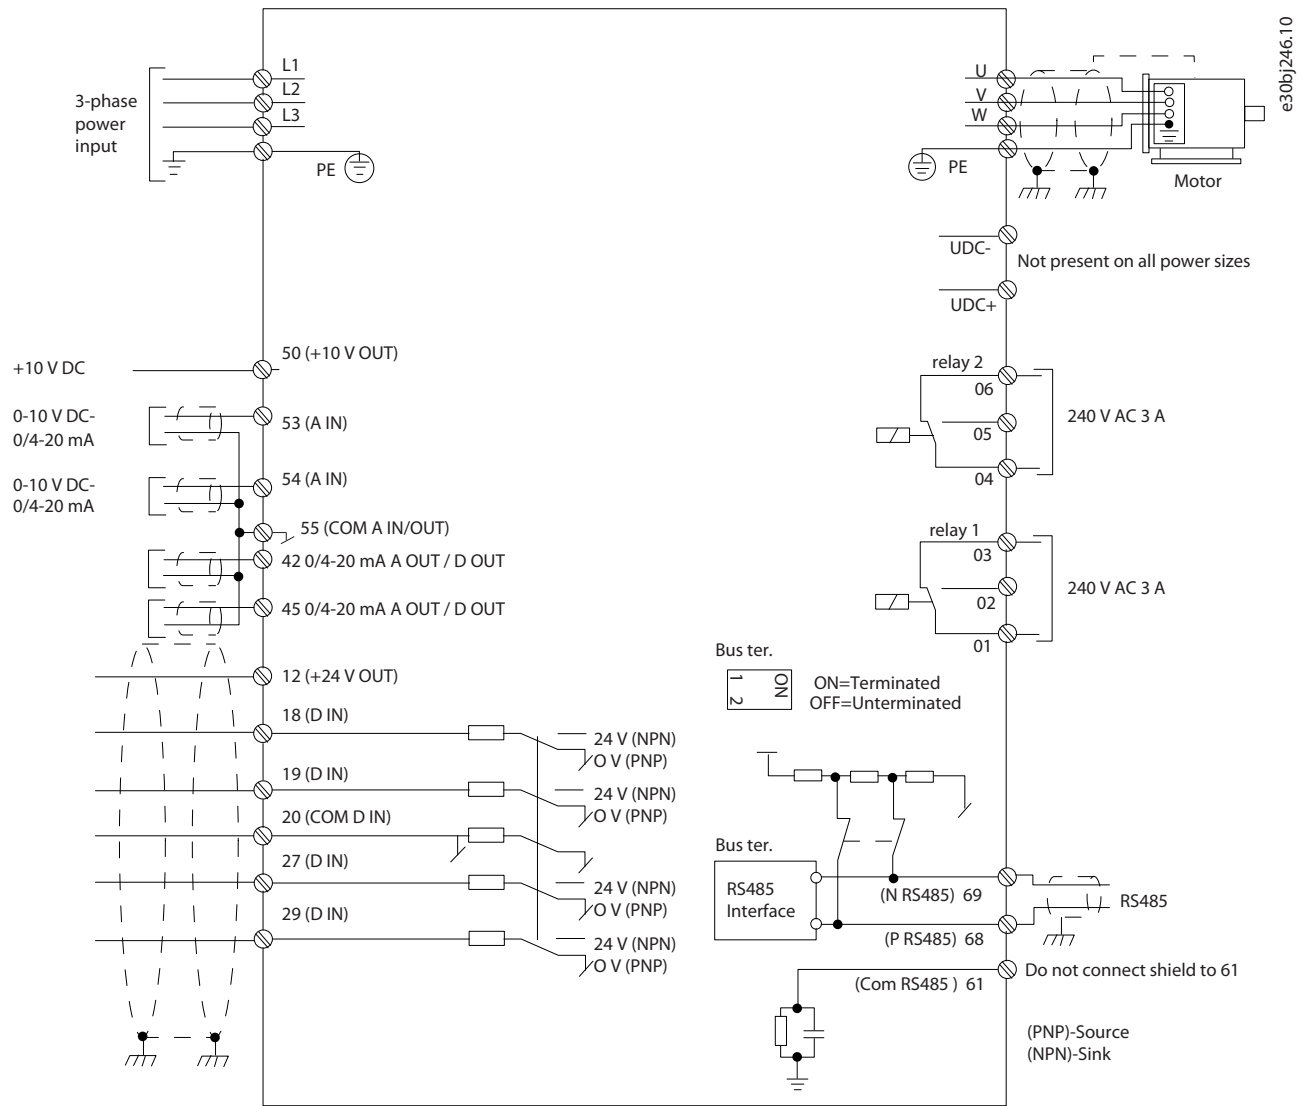 e30bj246.10
L1
L2
L3
3-phase
power
input
PE
U
V
W
PE
Motor
UDC-
Not present on all power sizes
UDC+
+10 V DC
50 (+10 V OUT)
0-10 V DC-
0/4-20 mA
53 (A IN)
0-10 V DC-
0/4-20 mA
54 (A IN)
55 (COM A IN/OUT)
42 0/4-20 mA A OUT / D OUT
45 0/4-20 mA A OUT / D OUT
12 (+24 V OUT)
18 (D IN)
24 V (NPN)
O V (PNP)
19 (D IN)
24 V (NPN)
O V (PNP)
20 (COM D IN)
27 (D IN)
24 V (NPN)
O V (PNP)
29 (D IN)
24 V (NPN)
O V (PNP)
relay 2
06
05
04
240 V AC 3 A
relay 1
03
02
01
240 V AC 3 A
Bus ter.
1
2
ON
ON=Terminated
OFF=Unterminated
Bus ter.
RS485
Interface
(N RS485) 69
RS485
(P RS485) 68
(Com RS485 ) 61
Do not connect shield to 61
(PNP)-Source
(NPN)-Sink